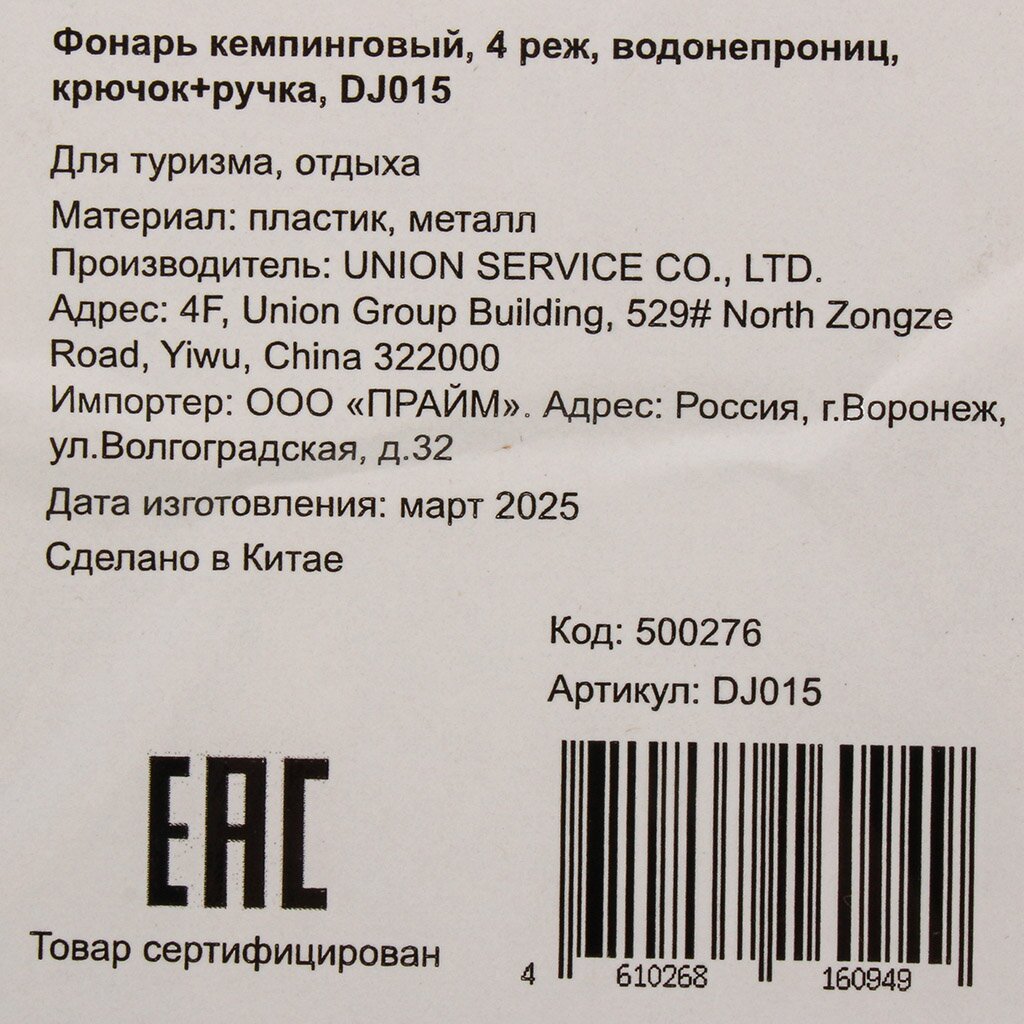 Фонарь кемпинговый, 4 реж, водонепрониц,
крючок+ручка, DJ015
Для туризма, отдыха
Материал: пластик, металл
Производитель: UNION SERVICE CO., LTD.
Адрес: 4F, Union Group Building, 529# North Zongze
Road, Yiwu, China 322000
Импортер: ООО «ПРАЙМ». Адрес: Россия, г.Воронеж,
ул.Волгоградская, д.32
Дата изготовления: март 2025
Сделано в Китае
Код: 500276
Артикул: DJ015
EAC
Товар сертифицирован
4 610268 160949